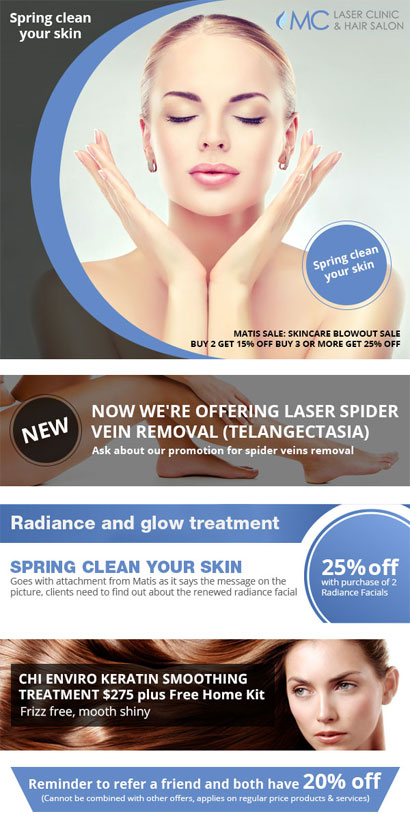 Spring clean
your skin
MC LASER CLINIC
& HAIR SALON
Spring clean
your skin
MATIS SALE: SKINCARE BLOWOUT SALE
BUY 2 GET 15% OFF BUY 3 OR MORE GET 25% OFF
NEW
NOW WE'RE OFFERING LASER SPIDER
VEIN REMOVAL (TELANGECTASIA)
Ask about our promotion for spider veins removal
Radiance and glow treatment
SPRING CLEAN YOUR SKIN
Goes with attachment from Matis as it says the message on the
picture, clients need to find out about the renewed radiance facial
25% off
with purchase of 2
Radiance Facials
CHI ENVIRO KERATIN SMOOTHING
TREATMENT $275 plus Free Home Kit
Frizz free, mooth shiny
Reminder to refer a friend and both have 20% off
(Cannot be combined with other offers, applies on regular price products & services)